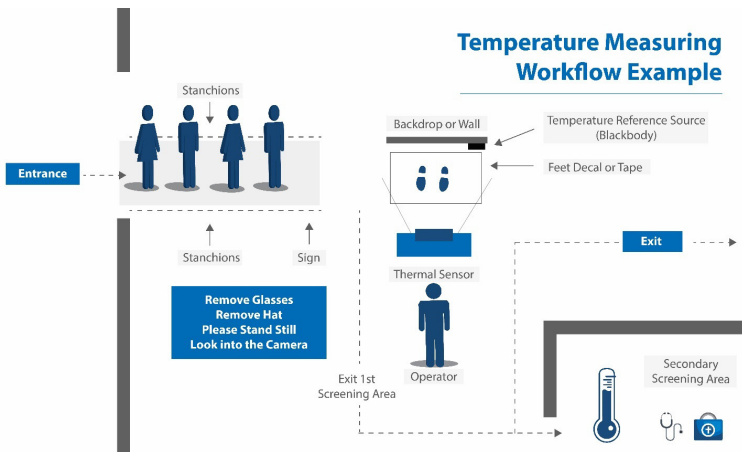 Temperature Measuring
Workflow Example
Stanchions
Backdrop or Wall
Temperature Reference Source
(Blackbody)
Feet Decal or Tape
Entrance
Stanchions
Sign
Exit
Thermal Sensor
Remove Glasses
Remove Hat
Please Stand Still
Look into the Camera
Operator
Exit 1st
Screening Area
Secondary
Screening Area